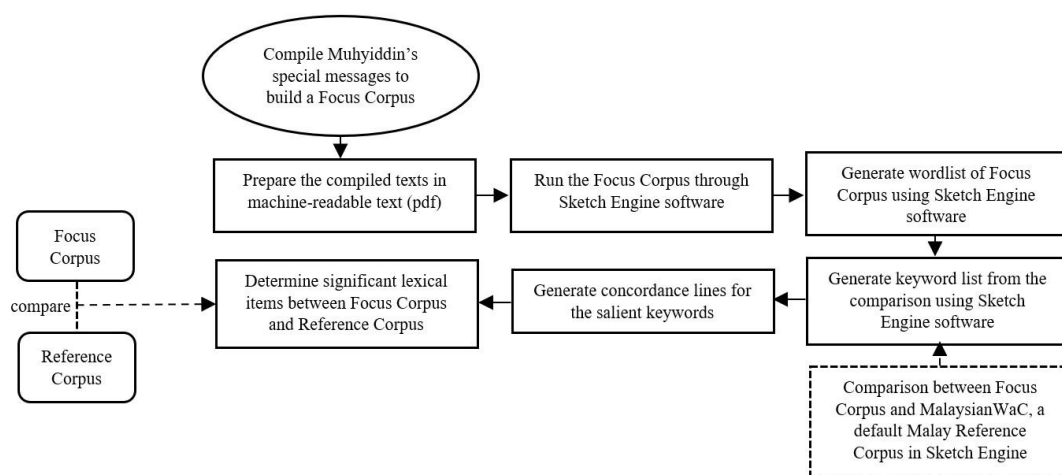 Compile Muhyiddin's
special messages to
build a Focus Corpus
Prepare the compiled texts in
machine-readable text (pdf)
Run the Focus Corpus through
Sketch Engine software
Generate wordlist of Focus
Corpus using Sketch Engine
software
Generate keyword list from the
comparison using Sketch
Engine software
Comparison between Focus
Corpus and MalaysianWaC, a
default Malay Reference
Corpus in Sketch Engine
Generate concordance lines for
the salient keywords
Determine significant lexical
items between Focus Corpus
and Reference Corpus
Focus
Corpus
compare
Reference
Corpus